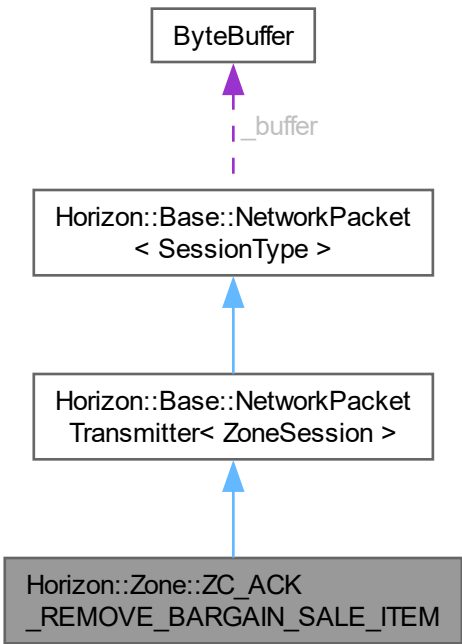 ByteBuffer
_buffer
Horizon::Base::NetworkPacket
< SessionType >
Horizon::Base::NetworkPacket
Transmitter< ZoneSession >
Horizon::Zone::ZC_ACK
_REMOVE_BARGAIN_SALE_ITEM